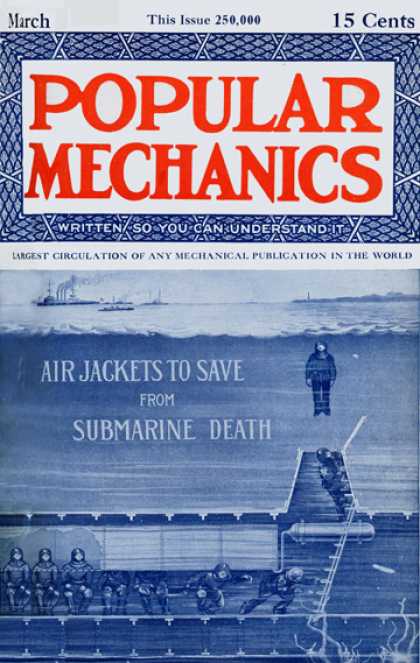 March This Issue 250,000 15 Cents
POPULAR
MECHANICS
WRITTEN SO YOU CAN UNDERSTAND IT
LARGEST CIRCULATION OF ANY MECHANICAL PUBLICATION IN THE WORLD
AIR JACKETS TO SAVE
FROM
SUBMARINE DEATH